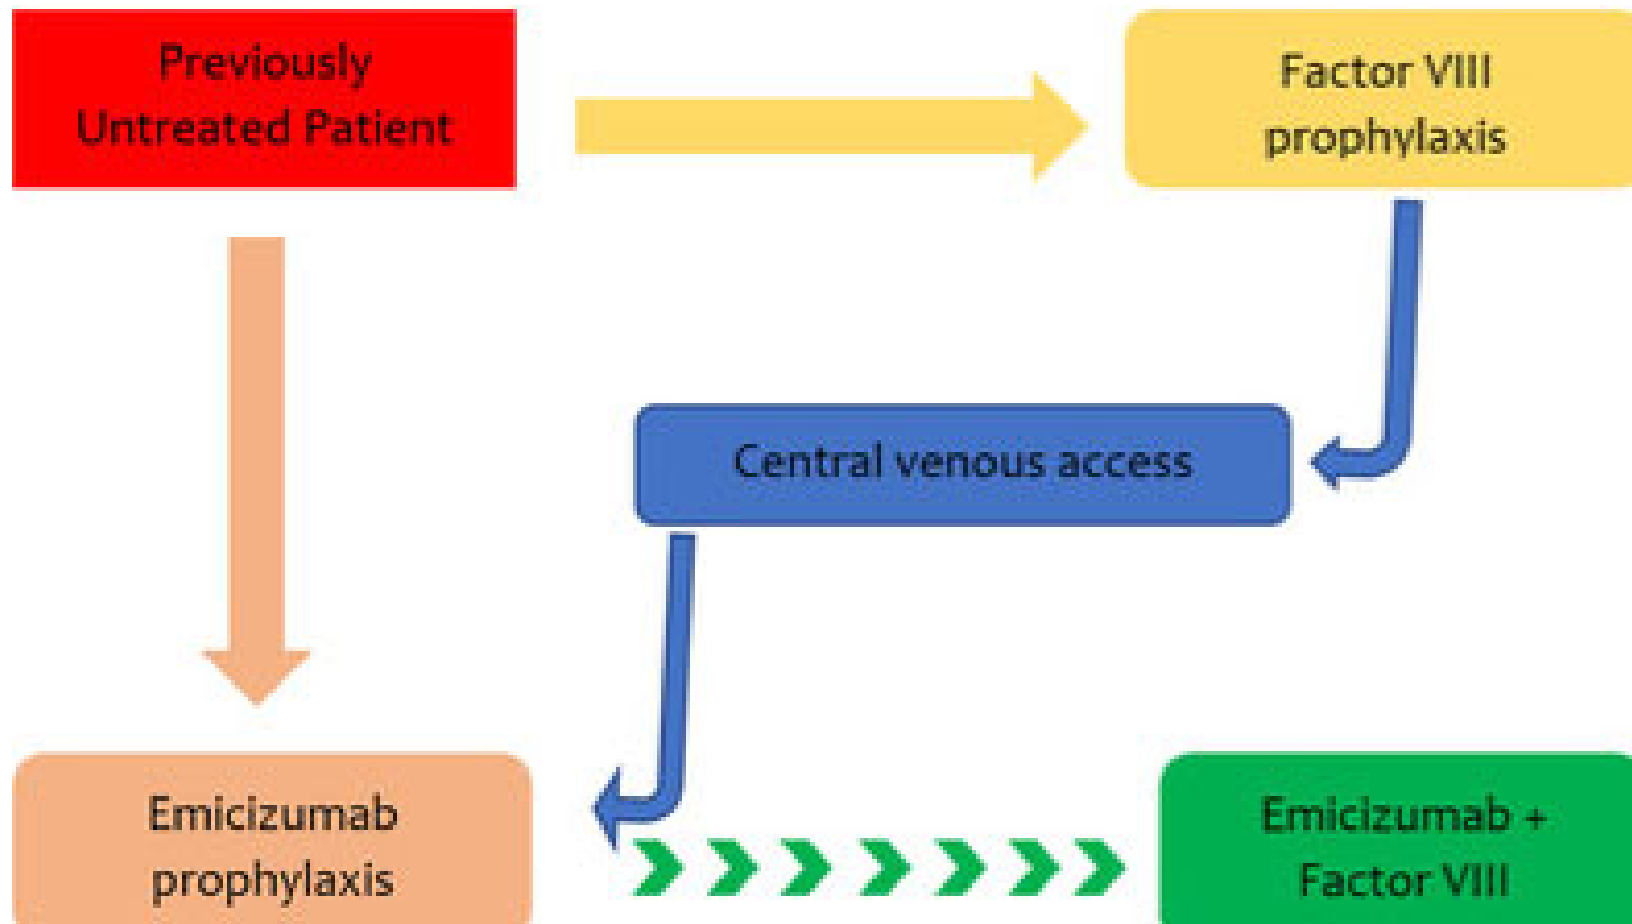 Previously
Untreated Patient
Factor VIII
prophylaxis
Central venous access
Emicizumab
prophylaxis
Emicizumab +
Factor VIII